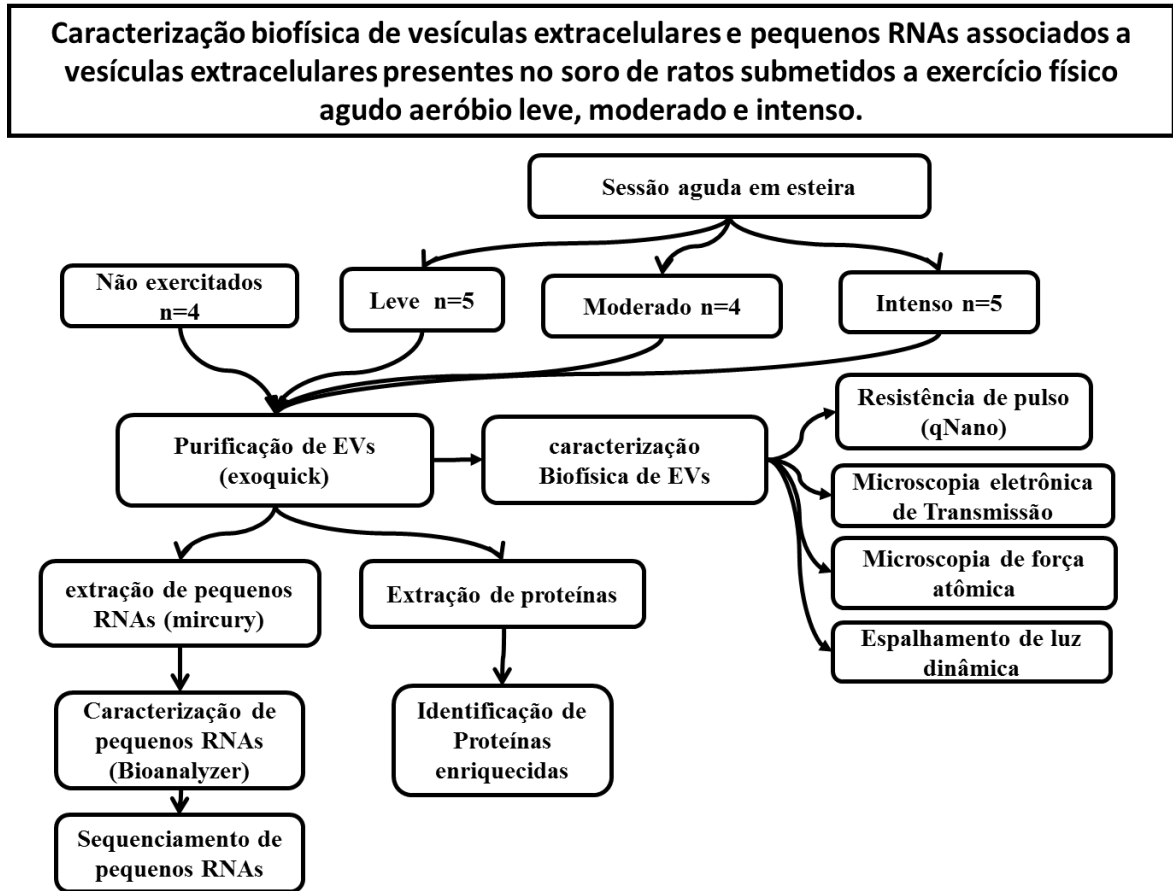 Caracterização biofísica de vesículas extracelulares e pequenos RNAs associados a
vesículas extracelulares presentes no soro de ratos submetidos a exercício físico
agudo aeróbio leve, moderado e intenso.
Sessão aguda em esteira
Não exercitados
n=4
Leve n=5
Moderado n=4
Intenso n=5
Purificação de EVs
(exoquick)
caracterização
Biofísica de EVs
Resistência de pulso
(qNano)
Microscopia eletrônica
de Transmissão
Microscopia de força
atômica
Espalhamento de luz
dinâmica
extração de pequenos
RNAs (mircury)
Extração de proteínas
Caracterização de
pequenos RNAs
(Bioanalyzer)
Identificação de
Proteínas
enriquecidas
Sequenciamento de
pequenos RNAs